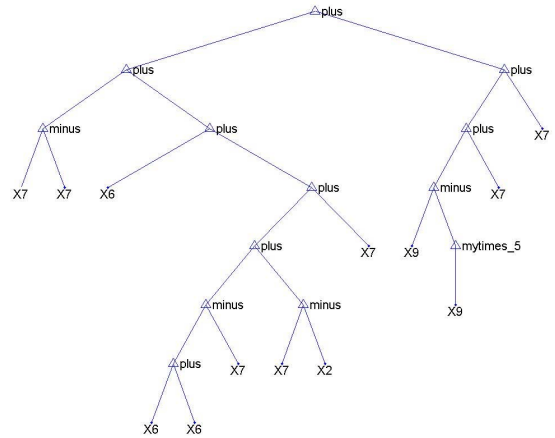 plus
plus plus
minus plus plus X7
X7 X7 X6 plus minus X7
plus X7 X9 mytimes_5
minus minus X9
plus X7 X7 X2
X6 X6